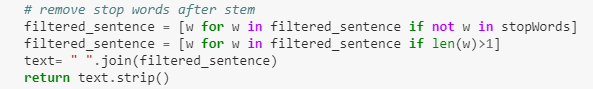 # remove stop words after stem
filtered_sentence = [w for w in filtered_sentence if not w in stopWords]
filtered_sentence = [w for w in filtered_sentence if len(w)>1]
text= " ".join(filtered_sentence)
return text.strip()